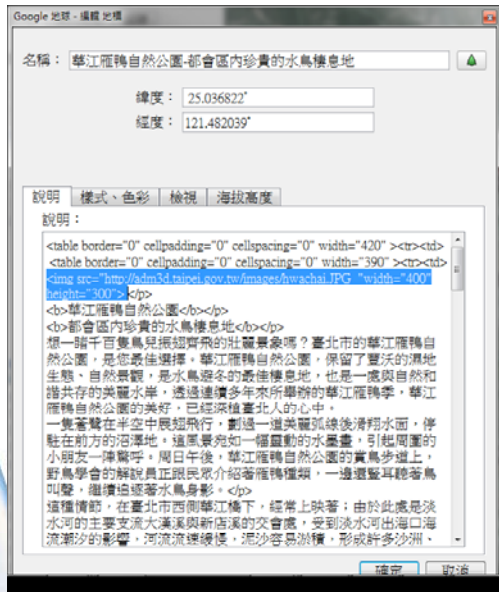 Google 地球 - 編輯 地標
名稱： 華江雁鴨自然公園-都會區內珍貴的水鳥棲息地
緯度： 25.036822°
經度： 121.482039°
說明 樣式、色彩 檢視 海拔高度
說明：
<table border="0" cellpadding="0" cellspacing="0" width="420" ><tr><td>
<table border="0" cellpadding="0" cellspacing="0" width="390" ><tr><td>
<img src="http://adm3d.taipei.gov.tw/images/hwachai.JPG "width="400"
height="300"> </p>
<b>華江雁鴨自然公園</b></p>
<b>都會區內珍貴的水鳥棲息地</b></p>
想一睹千百隻鳥兒振翅齊飛的壯麗景象嗎？臺北市的華江雁鴨自
然公園，是您最佳選擇。華江雁鴨自然公園，保留了豐沃的濕地
生態、自然景觀，是水鳥避冬的最佳棲息地，也是一處與自然和
諧共存的美麗水岸，透過連續多年來所舉辦的華江雁鴨季，華江
雁鴨自然公園的美好，已經深植臺北人的心中。
一隻蒼鷺在半空中展翅飛行，劃過一道美麗弧線後滑翔水面，停
駐在前方的沼澤地。這風景宛如一幅靈動的水墨畫，引起周圍的
小朋友一陣驚呼。周日午後，華江雁鴨自然公園的賞鳥步道上，
野鳥學會的解說員正跟民眾介紹著雁鴨種類，一邊還豎耳聽著鳥
叫聲，繼續追逐著水鳥身影。</p>
這種情節，在臺北市西側華江橋下，經常上映著；由於此處是淡
水河的主要支流大漢溪與新店溪的交會處，受到淡水河出海口海
流潮汐的影響，河流流速緩慢，泥沙容易淤積，形成許多沙洲、
確定 取消